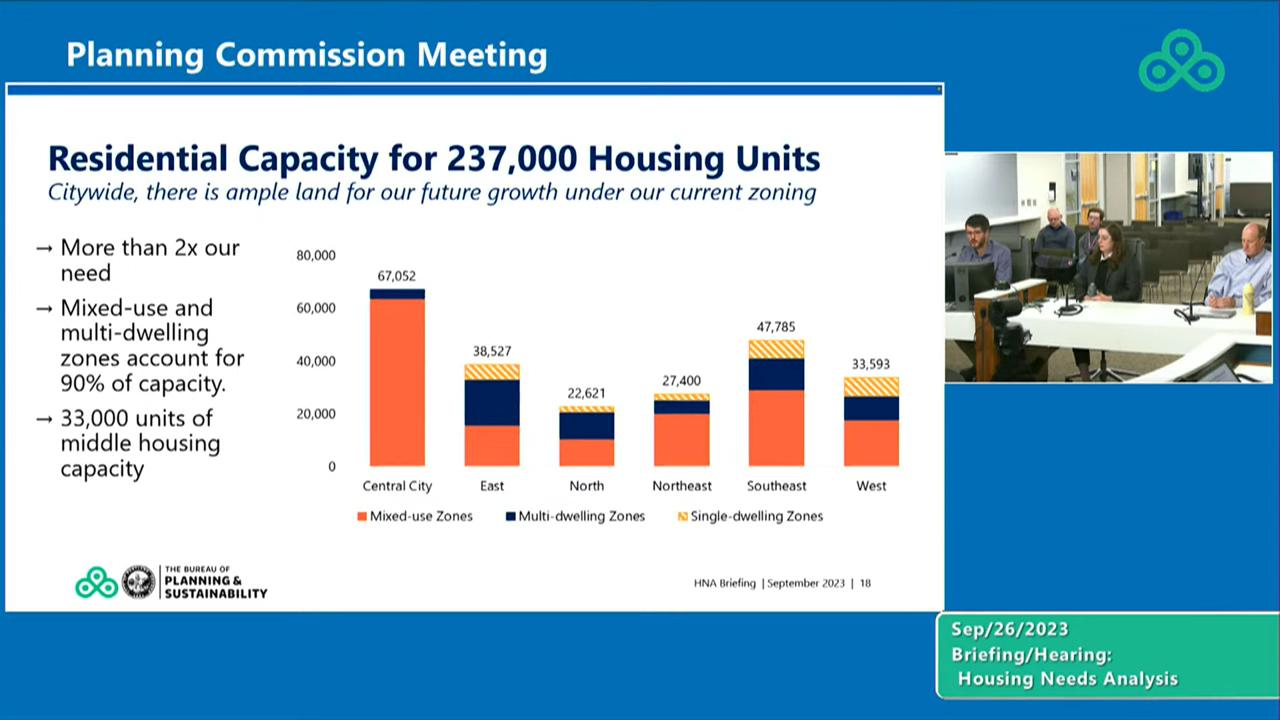 Planning Commission Meeting
Residential Capacity for 237,000 Housing Units
Citywide, there is ample land for our future growth under our current zoning
→ More than 2x our
need
→ Mixed-use and
multi-dwelling
zones account for
90% of capacity.
→ 33,000 units of
middle housing
capacity
80,000
60,000
40,000
20,000
0
67,052
38,527
22,621
27,400
47,785
33,593
Central City
East
North
Northeast
Southeast
West
Mixed-use Zones
Multi-dwelling Zones
Single-dwelling Zones
THE BUREAU OF
PLANNING &
SUSTAINABILITY
HNA Briefing | September 2023 | 18
Sep/26/2023
Briefing/Hearing:
Housing Needs Analysis